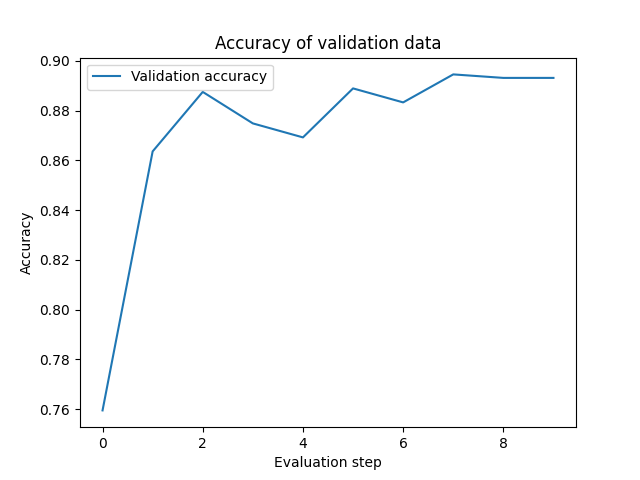 Accuracy of validation data
Validation accuracy
0.90
0.88
0.86
0.84
0.82
0.80
0.78
0.76
Accuracy
0 2 4 6 8
Evaluation step